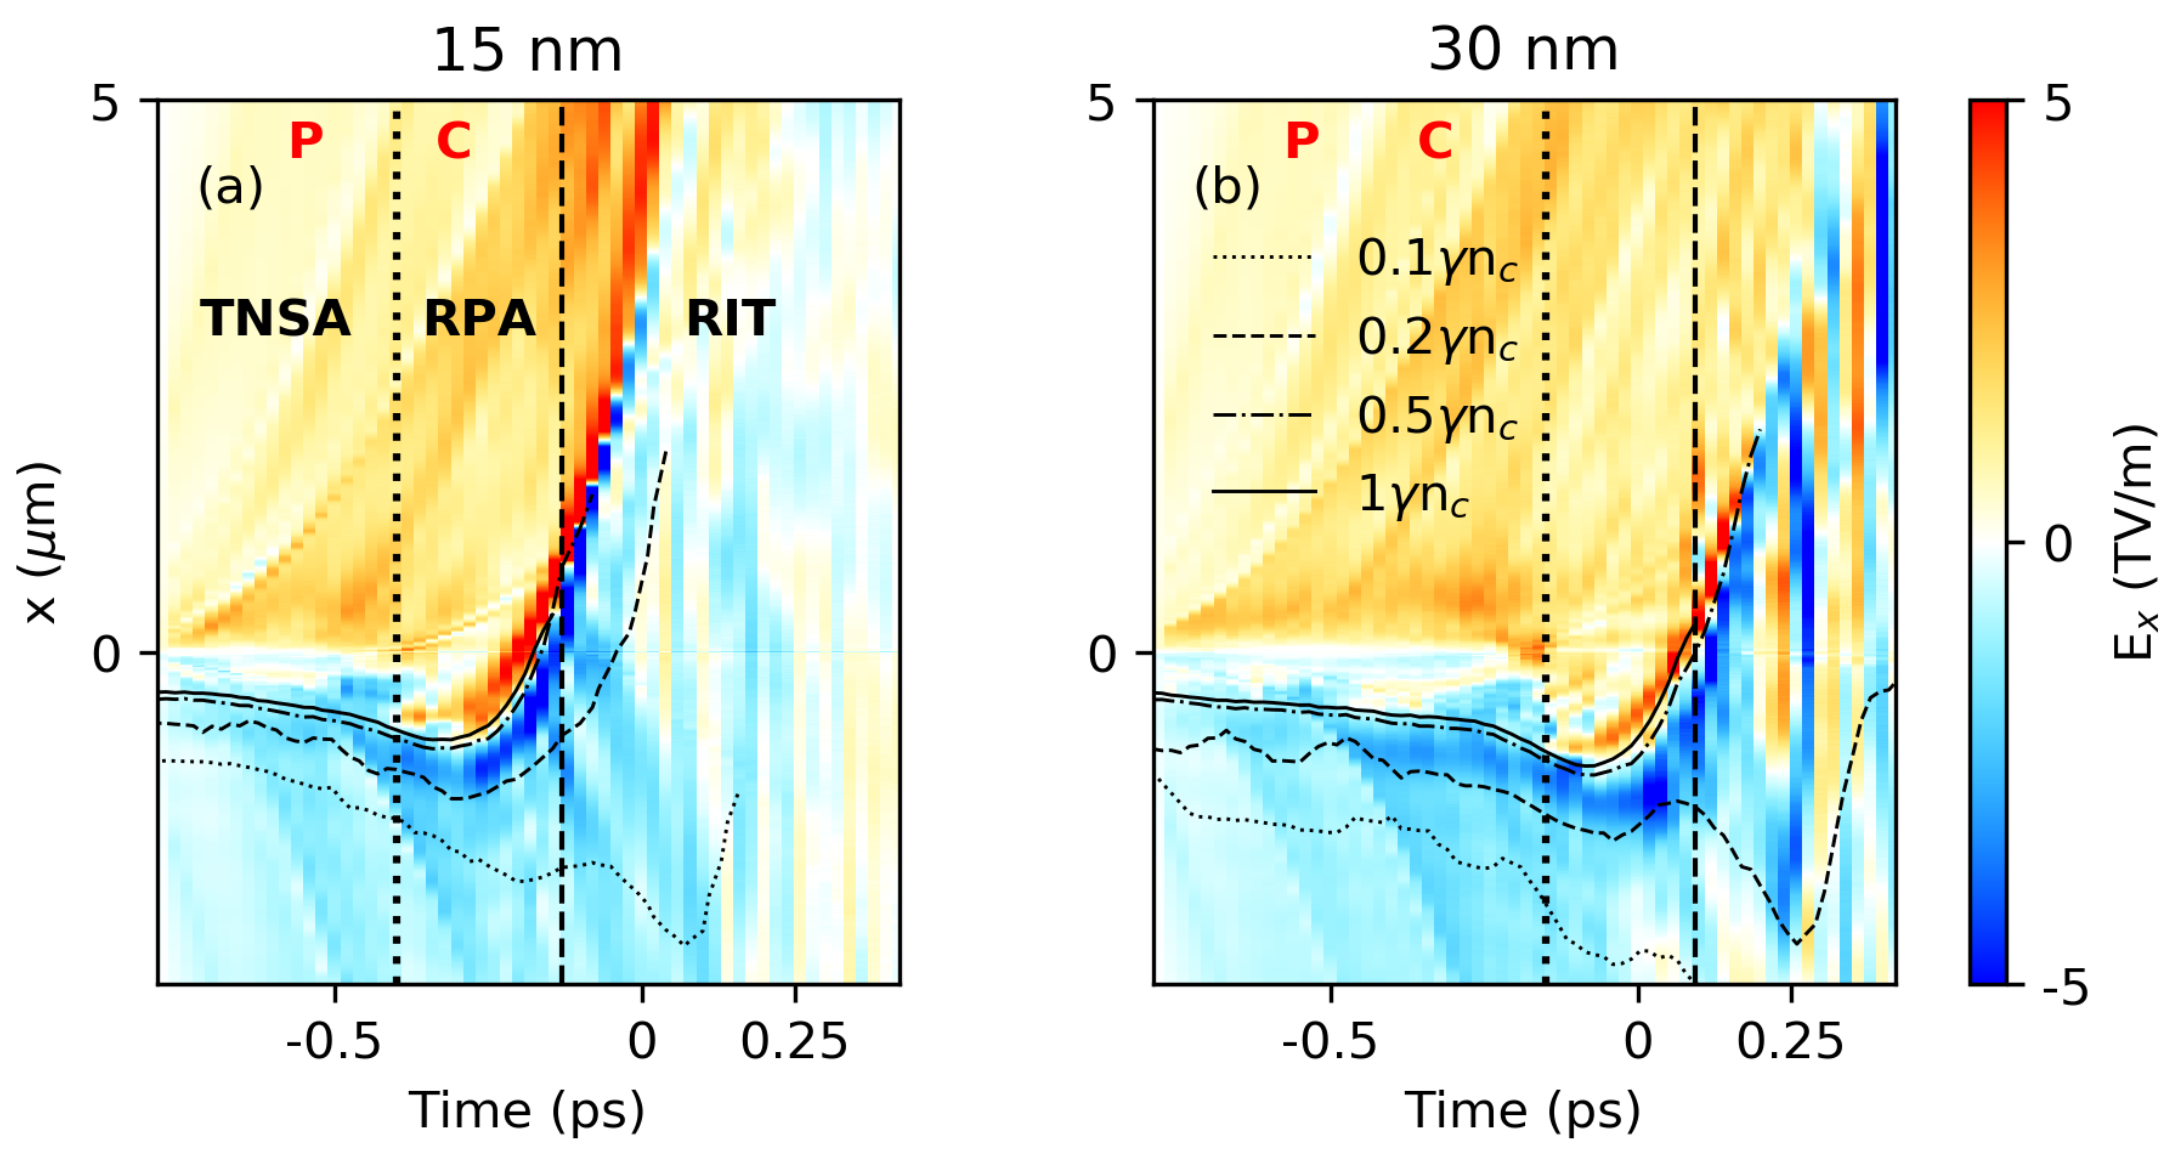 15 nm
30 nm
5
P
C
(a)
TNSA
RPA
RIT
0
x (μm)
-0.5
0
0.25
Time (ps)
5
P
C
(b)
0.1γn_c
0.2γn_c
0.5γn_c
1γn_c
0
-0.5
0
0.25
Time (ps)
5
0
-5
E_x (TV/m)